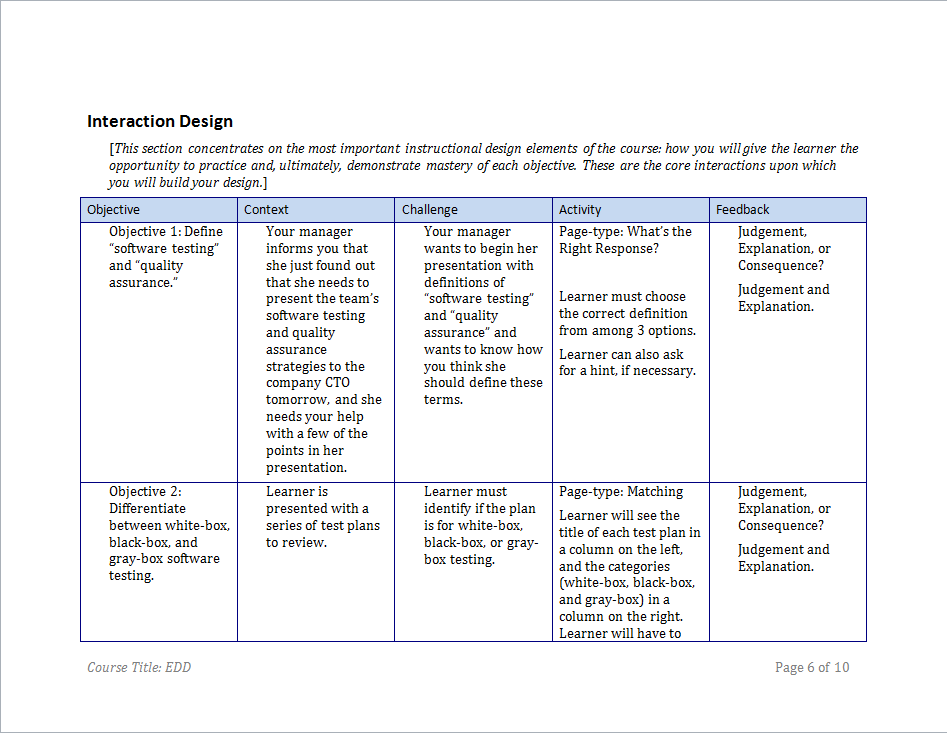 Interaction Design
[This section concentrates on the most important instructional design elements of the course: how you will give the learner the
opportunity to practice and, ultimately, demonstrate mastery of each objective. These are the core interactions upon which
you will build your design.]
Objective
Context
Challenge
Activity
Feedback
Objective 1: Define
“software testing”
and “quality
assurance.”
Your manager
informs you that
she just found out
that she needs to
present the team’s
software testing
and quality
assurance
strategies to the
company CTO
tomorrow, and she
needs your help
with a few of the
points in her
presentation.
Your manager
wants to begin her
presentation with
definitions of
“software testing”
and “quality
assurance” and
wants to know how
you think she
should define these
terms.
Page-type: What’s the
Right Response?
Learner must choose
the correct definition
from among 3 options.
Learner can also ask
for a hint, if necessary.
Judgement,
Explanation, or
Consequence?
Judgement and
Explanation.
Objective 2:
Differentiate
between white-box,
black-box, and
gray-box software
testing.
Learner is
presented with a
series of test plans
to review.
Learner must
identify if the plan
is for white-box,
black-box, or gray-
box testing.
Page-type: Matching
Learner will see the
title of each test plan in
a column on the left,
and the categories
(white-box, black-box,
and gray-box) in a
column on the right.
Learner will have to
Judgement,
Explanation, or
Consequence?
Judgement and
Explanation.
Course Title: EDD
Page 6 of 10